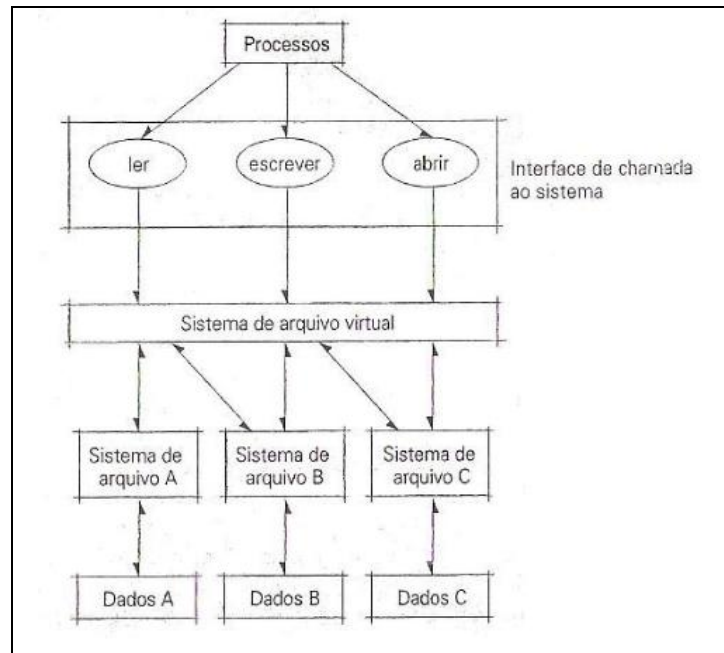 Processos
ler
escrever
abrir
Interface de chamada
ao sistema
Sistema de arquivo virtual
Sistema de
arquivo A
Sistema de
arquivo B
Sistema de
arquivo C
Dados A
Dados B
Dados C